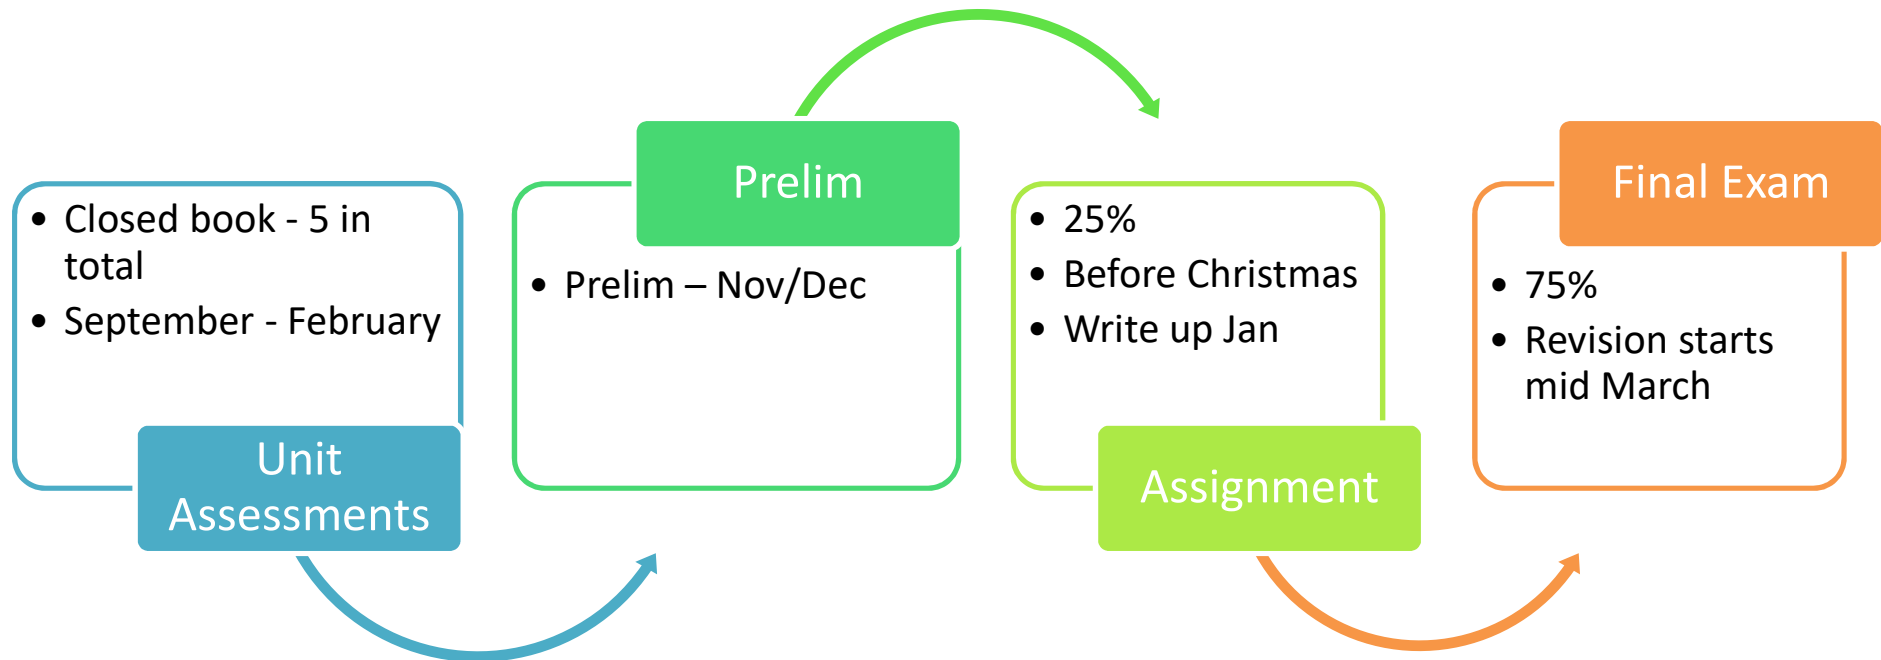 • Closed book - 5 in
total
• September - February
Unit
Assessments
Prelim
• Prelim – Nov/Dec
• 25%
• Before Christmas
• Write up Jan
Assignment
Final Exam
• 75%
• Revision starts
mid March